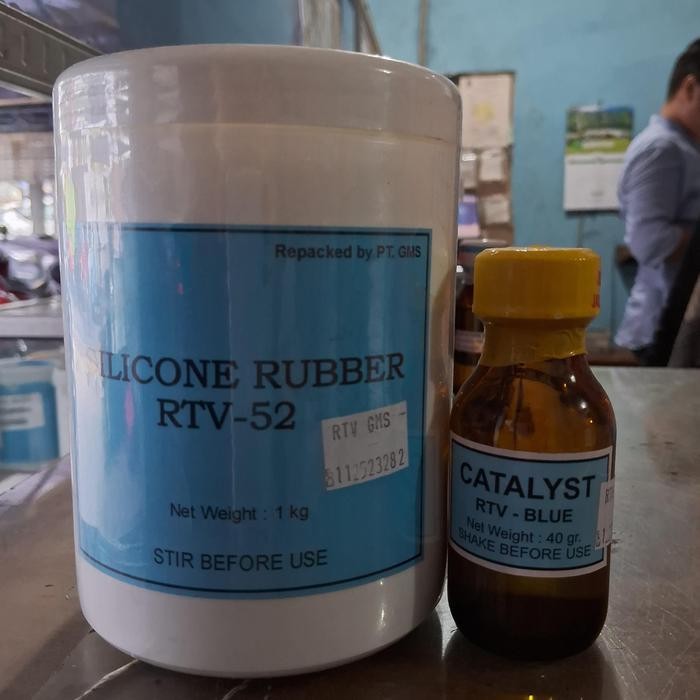 Repacked by PT. GMS
SILICONE RUBBER
RTV-52
RTV GMS
8112523282
Net Weight : 1 kg
STIR BEFORE USE
CATALYST
RTV - BLUE
Net Weight : 40 gr.
SHAKE BEFORE USE